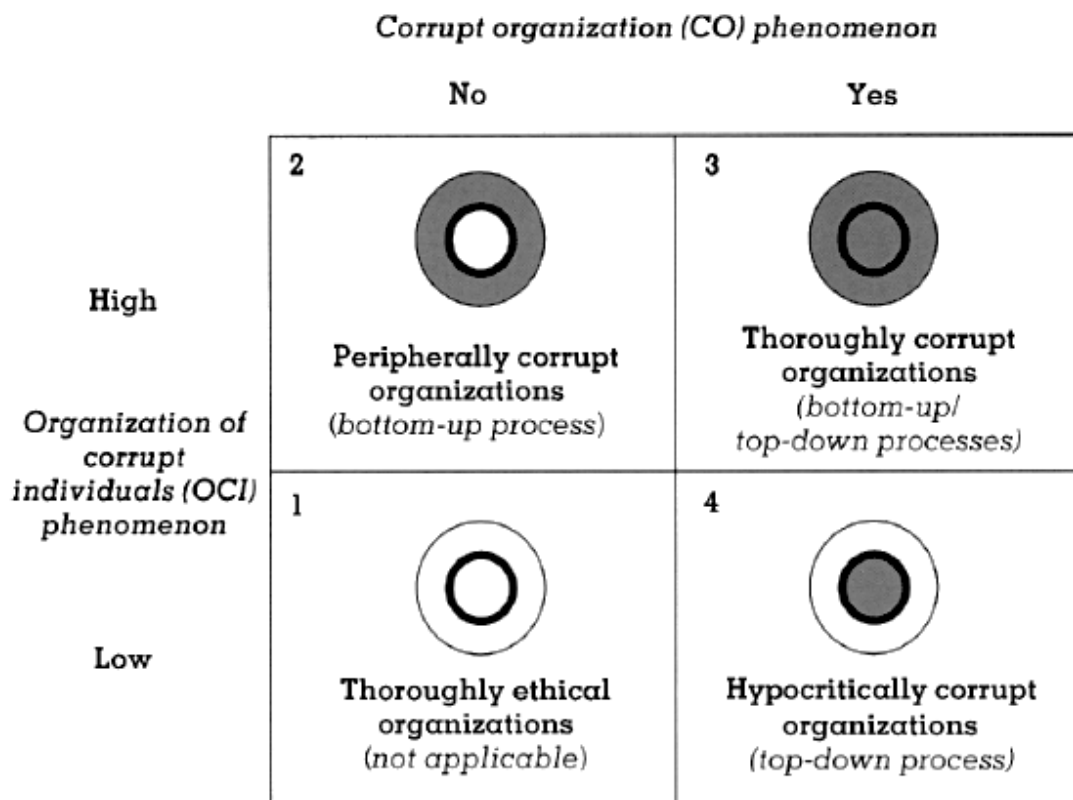 Corrupt organization (CO) phenomenon
No
Yes
2
3
High
Peripherally corrupt
organizations
(bottom-up process)
Thoroughly corrupt
organizations
(bottom-up/
top-down processes)
Organization of
corrupt
individuals (OCI)
phenomenon
1
4
Low
Thoroughly ethical
organizations
(not applicable)
Hypocritically corrupt
organizations
(top-down process)